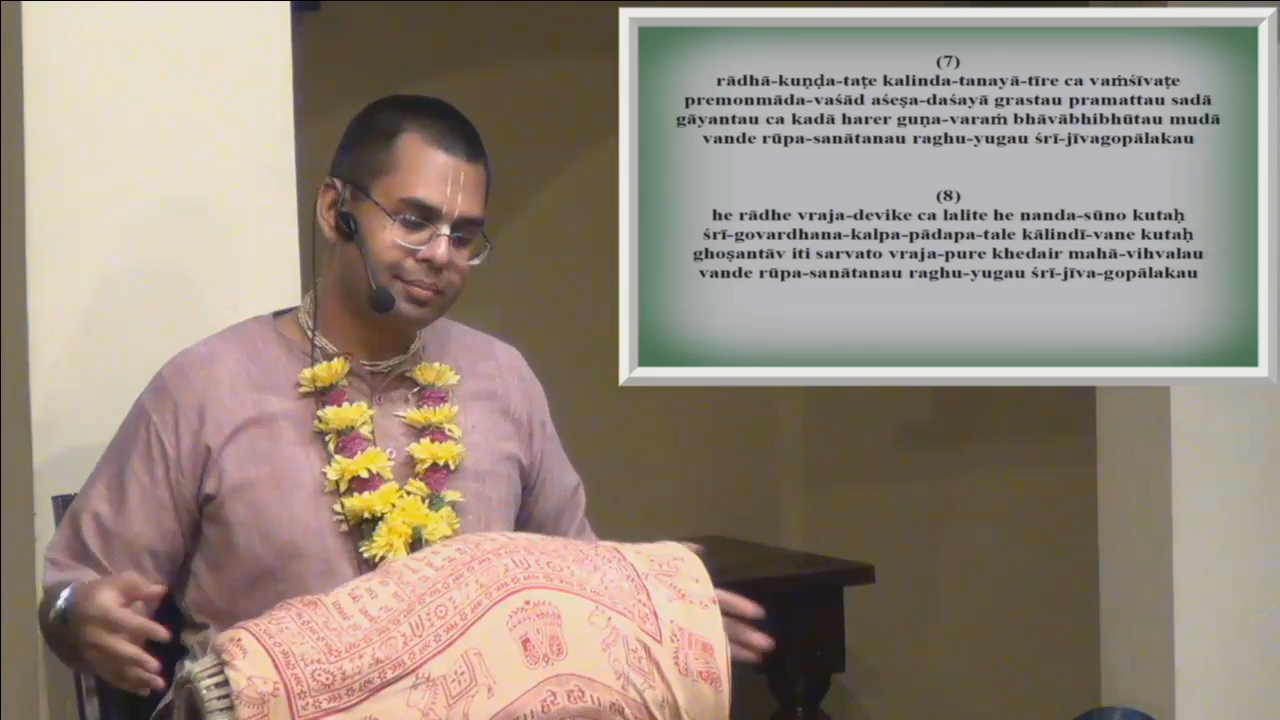 (7)
rādhā-kuṇḍa-taṭe kalinda-tanayā-tīre ca vaṁśīvaṭe
premonmāda-vaśād aśeṣa-daśayā grastau pramattau sadā
gāyantau ca kadā harer guṇa-varaṁ bhāvābhibhūtau mudā
vande rūpa-sanātanau raghu-yugau śrī-jīvagopālakau
(8)
he rādhe vraja-devike ca lalite he nanda-sūno kutaḥ
śrī-govardhana-kalpa-pādapa-tale kālindī-vane kutaḥ
ghoṣantāv iti sarvato vraja-pure khedair mahā-vihvalau
vande rūpa-sanātanau raghu-yugau śrī-jīva-gopālakau
हरे हरे